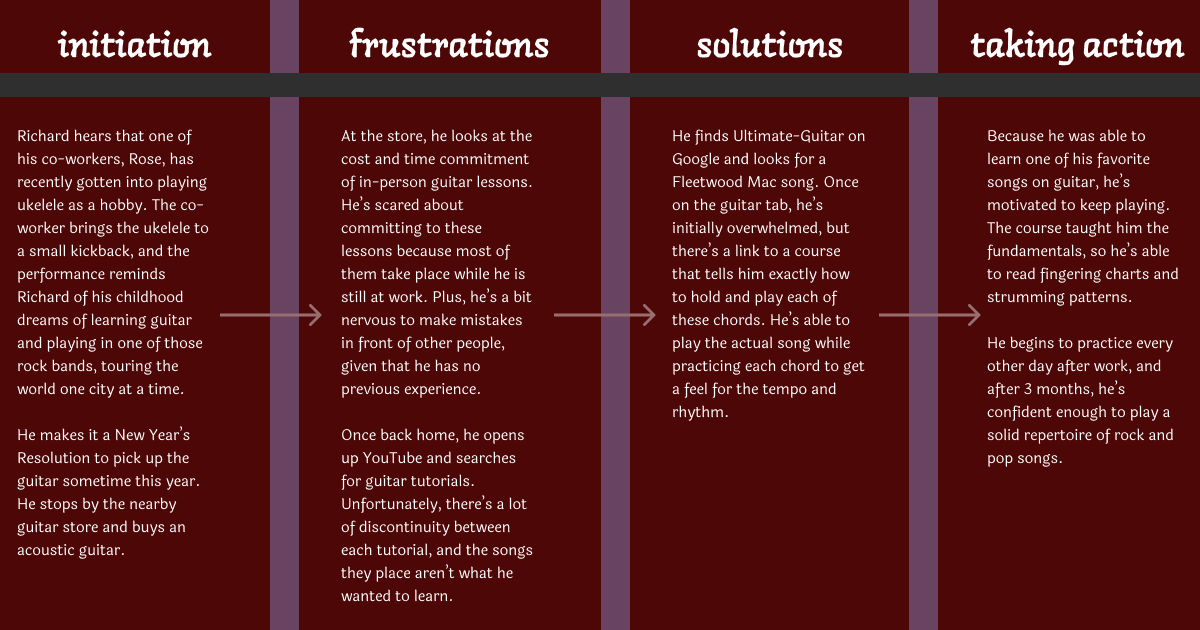 initiation
frustrations
solutions
taking action
Richard hears that one of
his co-workers, Rose, has
recently gotten into playing
ukelele as a hobby. The co-
worker brings the ukelele to
a small kickback, and the
performance reminds
Richard of his childhood
dreams of learning guitar
and playing in one of those
rock bands, touring the
world one city at a time.
He makes it a New Year's
Resolution to pick up the
guitar sometime this year.
He stops by the nearby
guitar store and buys an
acoustic guitar.
At the store, he looks at the
cost and time commitment
of in-person guitar lessons.
He's scared about
committing to these
lessons because most of
them take place while he is
still at work. Plus, he's a bit
nervous to make mistakes
in front of other people,
given that he has no
previous experience.
Once back home, he opens
up YouTube and searches
for guitar tutorials.
Unfortunately, there's a lot
of discontinuity between
each tutorial, and the songs
they place aren't what he
wanted to learn.
He finds Ultimate-Guitar on
Google and looks for a
Fleetwood Mac song. Once
on the guitar tab, he's
initially overwhelmed, but
there's a link to a course
that tells him exactly how
to hold and play each of
these chords. He's able to
play the actual song while
practicing each chord to get
a feel for the tempo and
rhythm.
Because he was able to
learn one of his favorite
songs on guitar, he's
motivated to keep playing.
The course taught him the
fundamentals, so he's able
to read fingering charts and
strumming patterns.
He begins to practice every
other day after work, and
after 3 months, he's
confident enough to play a
solid repertoire of rock and
pop songs.